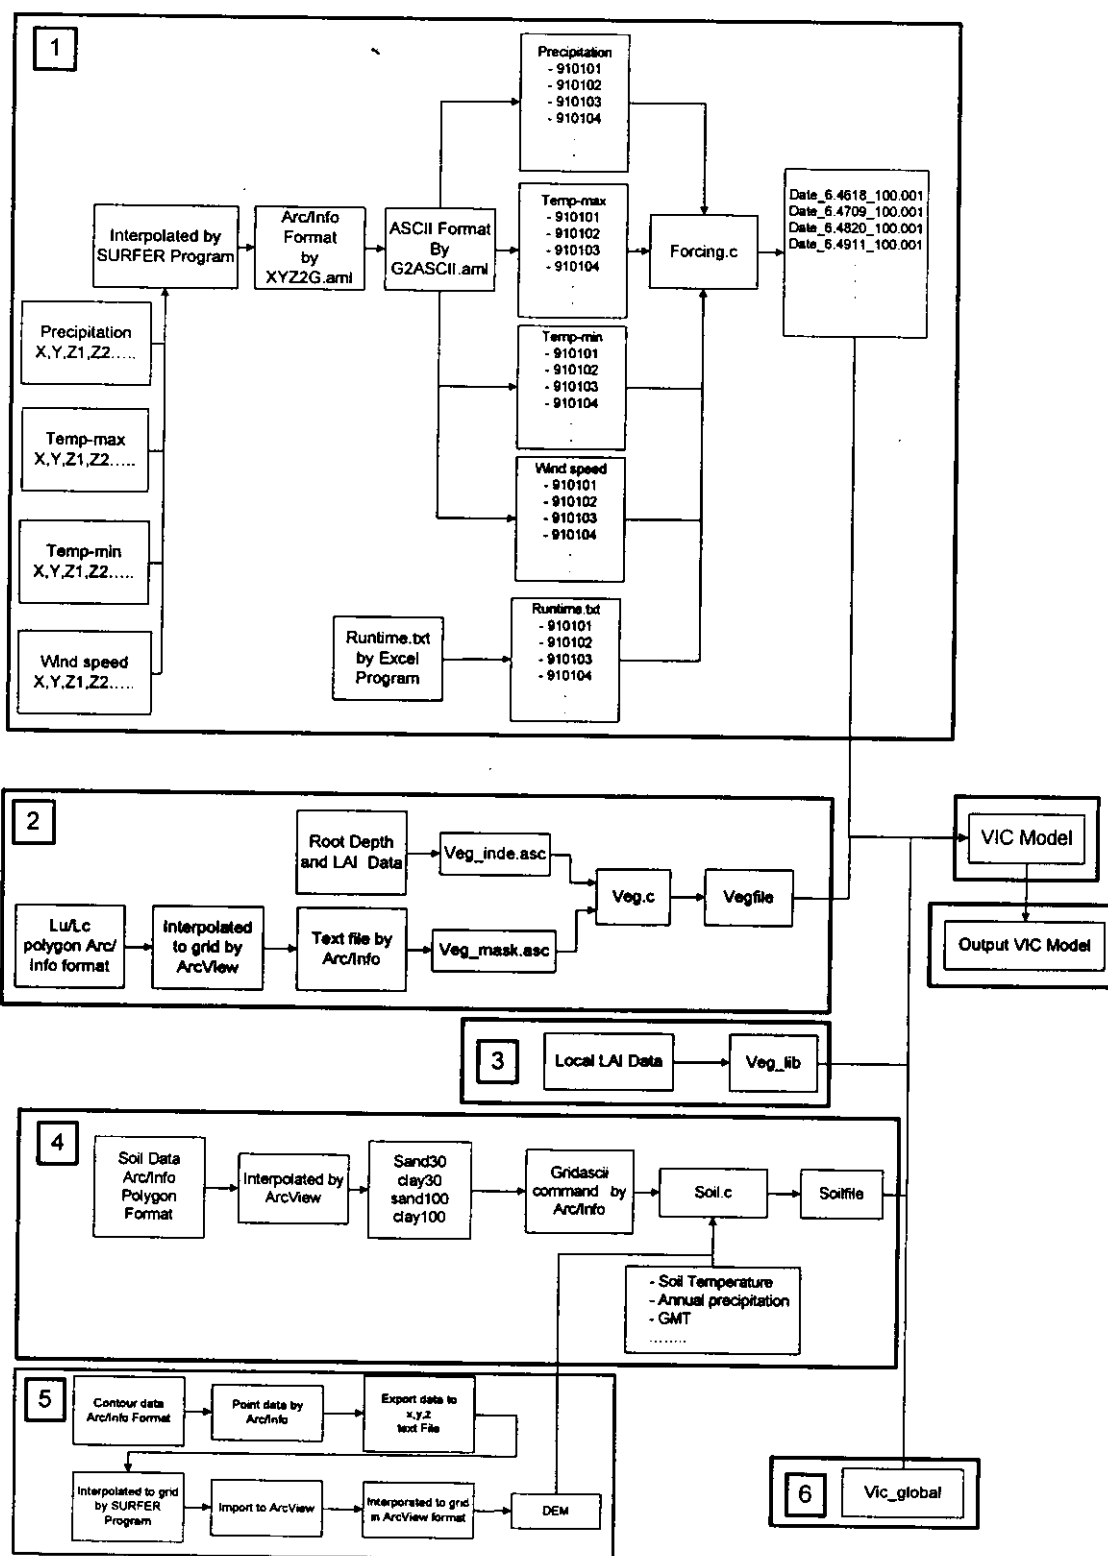 1
Precipitation
- 910101
- 910102
- 910103
- 910104
.
Interpolated by
SURFER Program
Arc/Info
Format
by
XYZ2G.aml
ASCII Format
By
G2ASCII.aml
Temp-max
- 910101
- 910102
- 910103
- 910104
.
Forcing.c
Date_6.4618_100.001
Date_6.4709_100.001
Date_6.4820_100.001
Date_6.4911_100.001
.
Precipitation
X,Y,Z1,Z2.....
Temp-max
X,Y,Z1,Z2.....
Temp-min
X,Y,Z1,Z2.....
Wind speed
X,Y,Z1,Z2.....
Temp-min
- 910101
- 910102
- 910103
- 910104
.
Wind speed
- 910101
- 910102
- 910103
- 910104
.
Runtime.txt
by Excel
Program
Runtime.txt
- 910101
- 910102
- 910103
- 910104
.
2
Root Depth
and LAI Data
Veg_inde.asc
Lu/Lc
polygon Arc/
Info format
Interpolated
to grid by
ArcView
Text file by
Arc/Info
Veg_mask.asc
Veg.c
Vegfile
VIC Model
Output VIC Model
3
Local LAI Data
Veg_lib
4
Soil Data
Arc/Info
Polygon
Format
Interpolated by
ArcView
Sand30
clay30
sand100
clay100
Gridascii
command by
Arc/Info
Soil.c
Soilfile
- Soil Temperature
- Annual precipitation
- GMT
........
5
Contour data
Arc/Info Format
Point data by
Arc/Info
Export data to
x,y,z
text File
Interpolated to grid
by SURFER
Program
Import to ArcView
Interporated to grid
in ArcView format
DEM
6
Vic_global